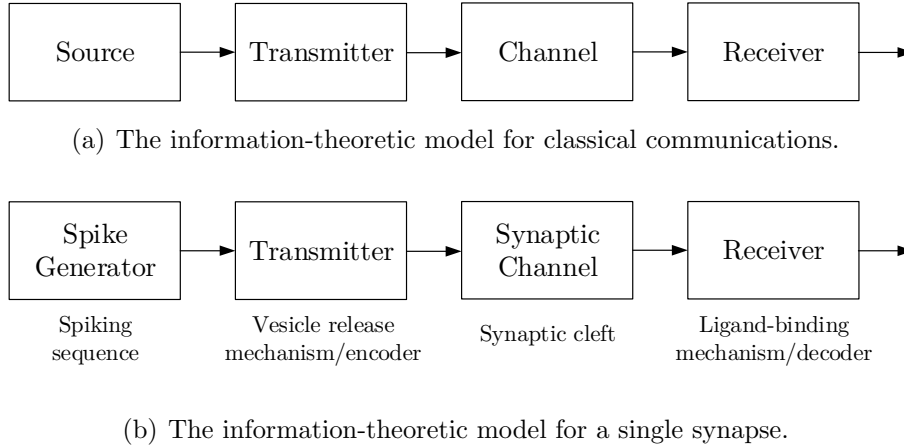 Source
Transmitter
Channel
Receiver
(a) The information-theoretic model for classical communications.
Spike
Generator
Transmitter
Synaptic
Channel
Receiver
Spiking
sequence
Vesicle release
mechanism/encoder
Synaptic cleft
Ligand-binding
mechanism/decoder
(b) The information-theoretic model for a single synapse.